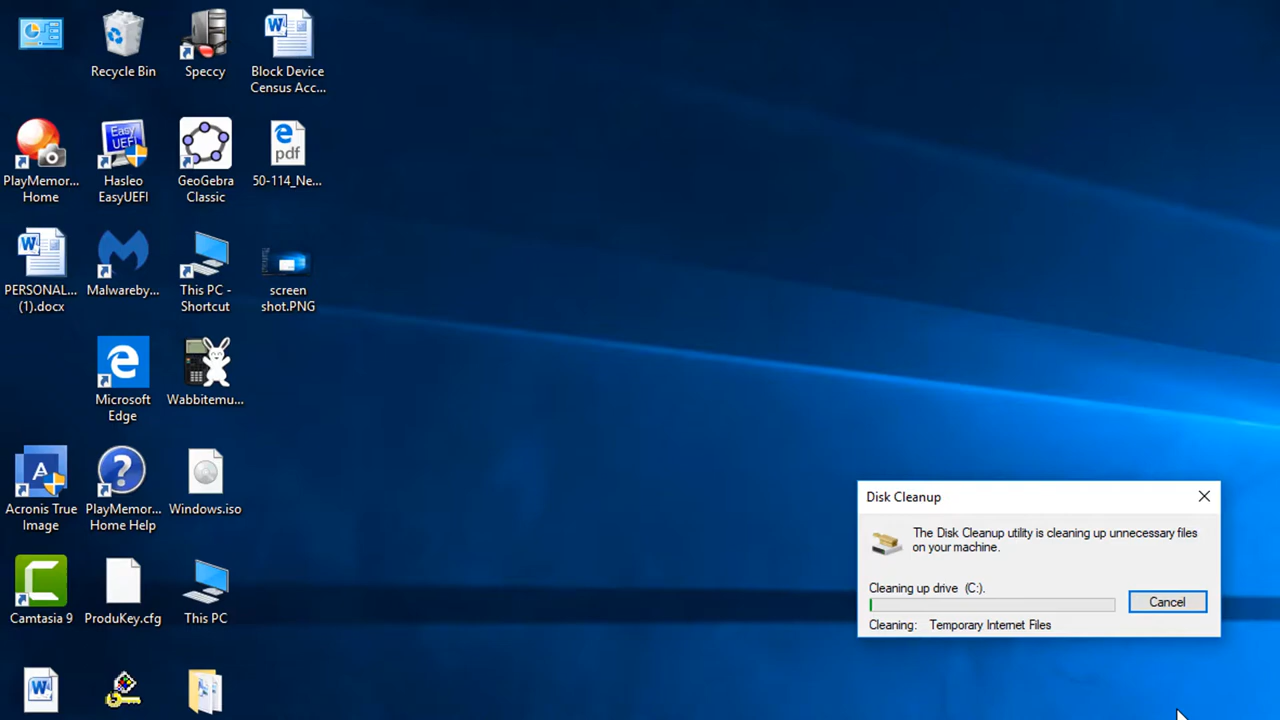 Recycle Bin
Speccy
Block Device
Census Acc...
PlayMemor...
Home
Easy
UEFI
Hasleo
EasyUEFI
GeoGebra
Classic
pdf
50-114_Ne...
PERSONAL...
(1).docx
Malwareby...
This PC -
Shortcut
screen
shot.PNG
Microsoft
Edge
Wabbitemu...
Acronis True
Image
PlayMemor...
Home Help
Windows.iso
Camtasia 9
ProduKey.cfg
This PC
Disk Cleanup
The Disk Cleanup utility is cleaning up unnecessary files
on your machine.
Cleaning up drive (C:).
Cancel
Cleaning: Temporary Internet Files